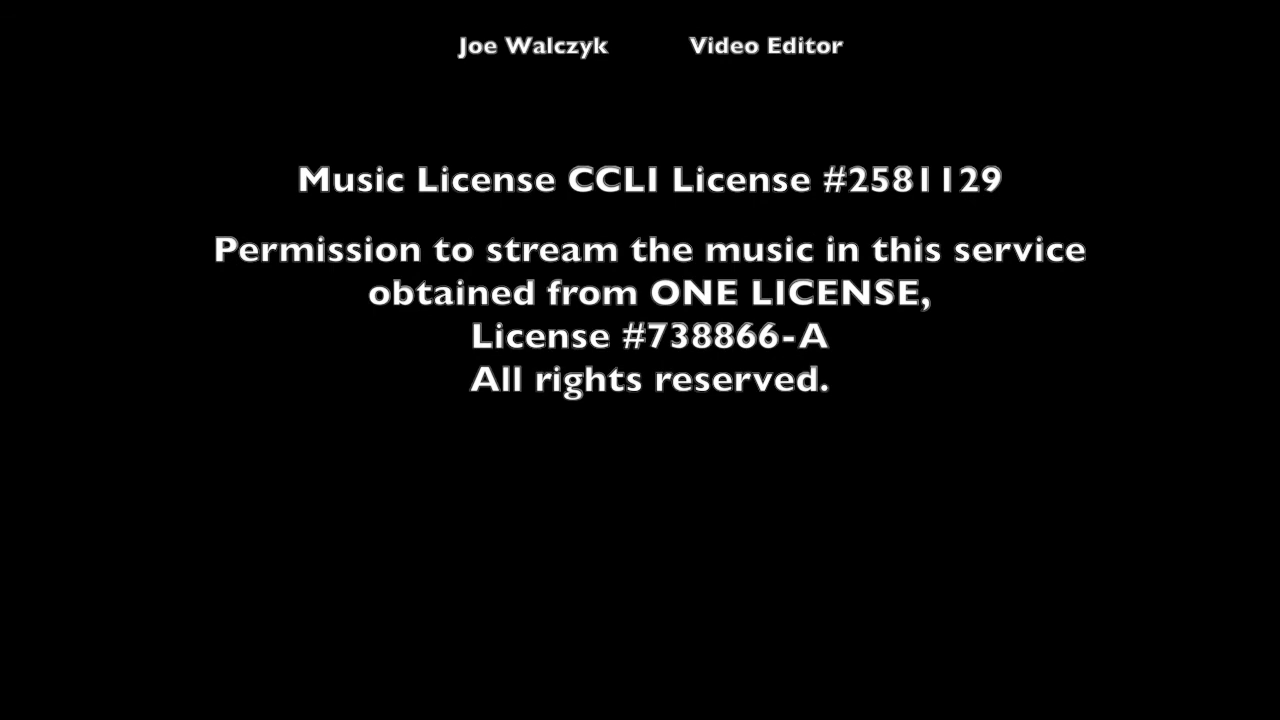 Joe Walczyk Video Editor
Music License CCLI License #2581129
Permission to stream the music in this service
obtained from ONE LICENSE,
License #738866-A
All rights reserved.